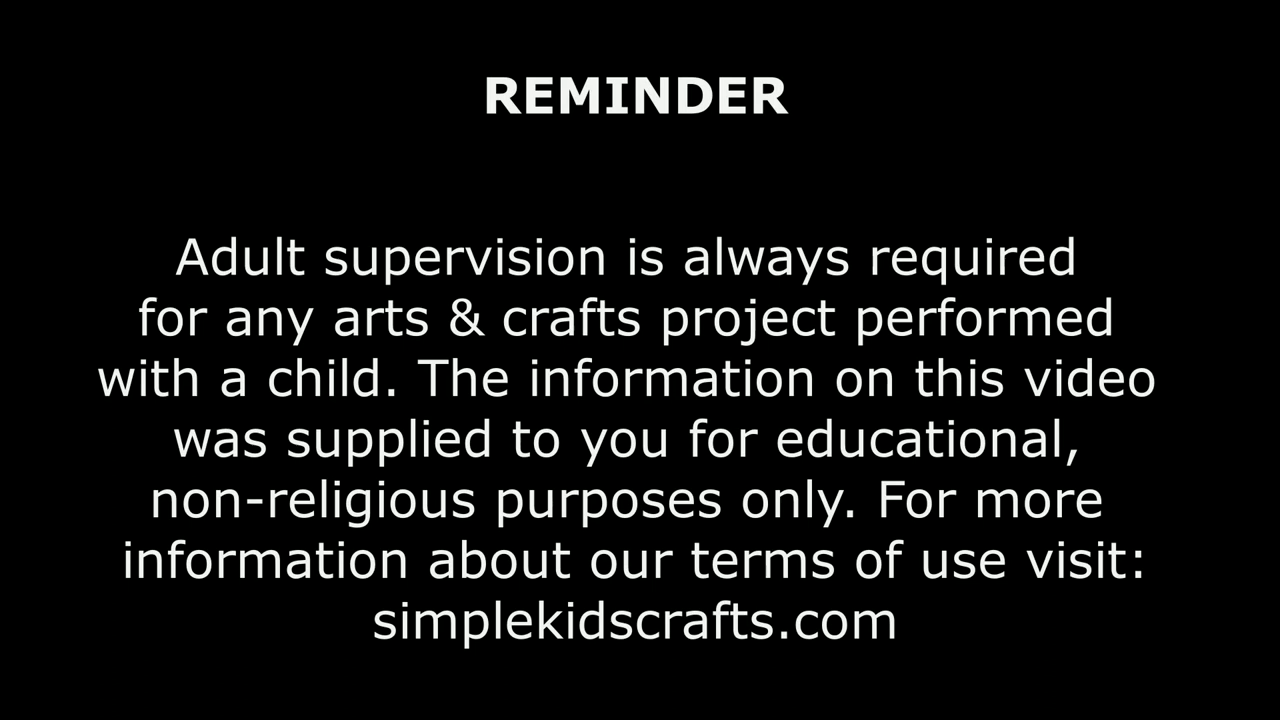 REMINDER
Adult supervision is always required
for any arts & crafts project performed
with a child. The information on this video
was supplied to you for educational,
non-religious purposes only. For more
information about our terms of use visit:
simplekidscrafts.com